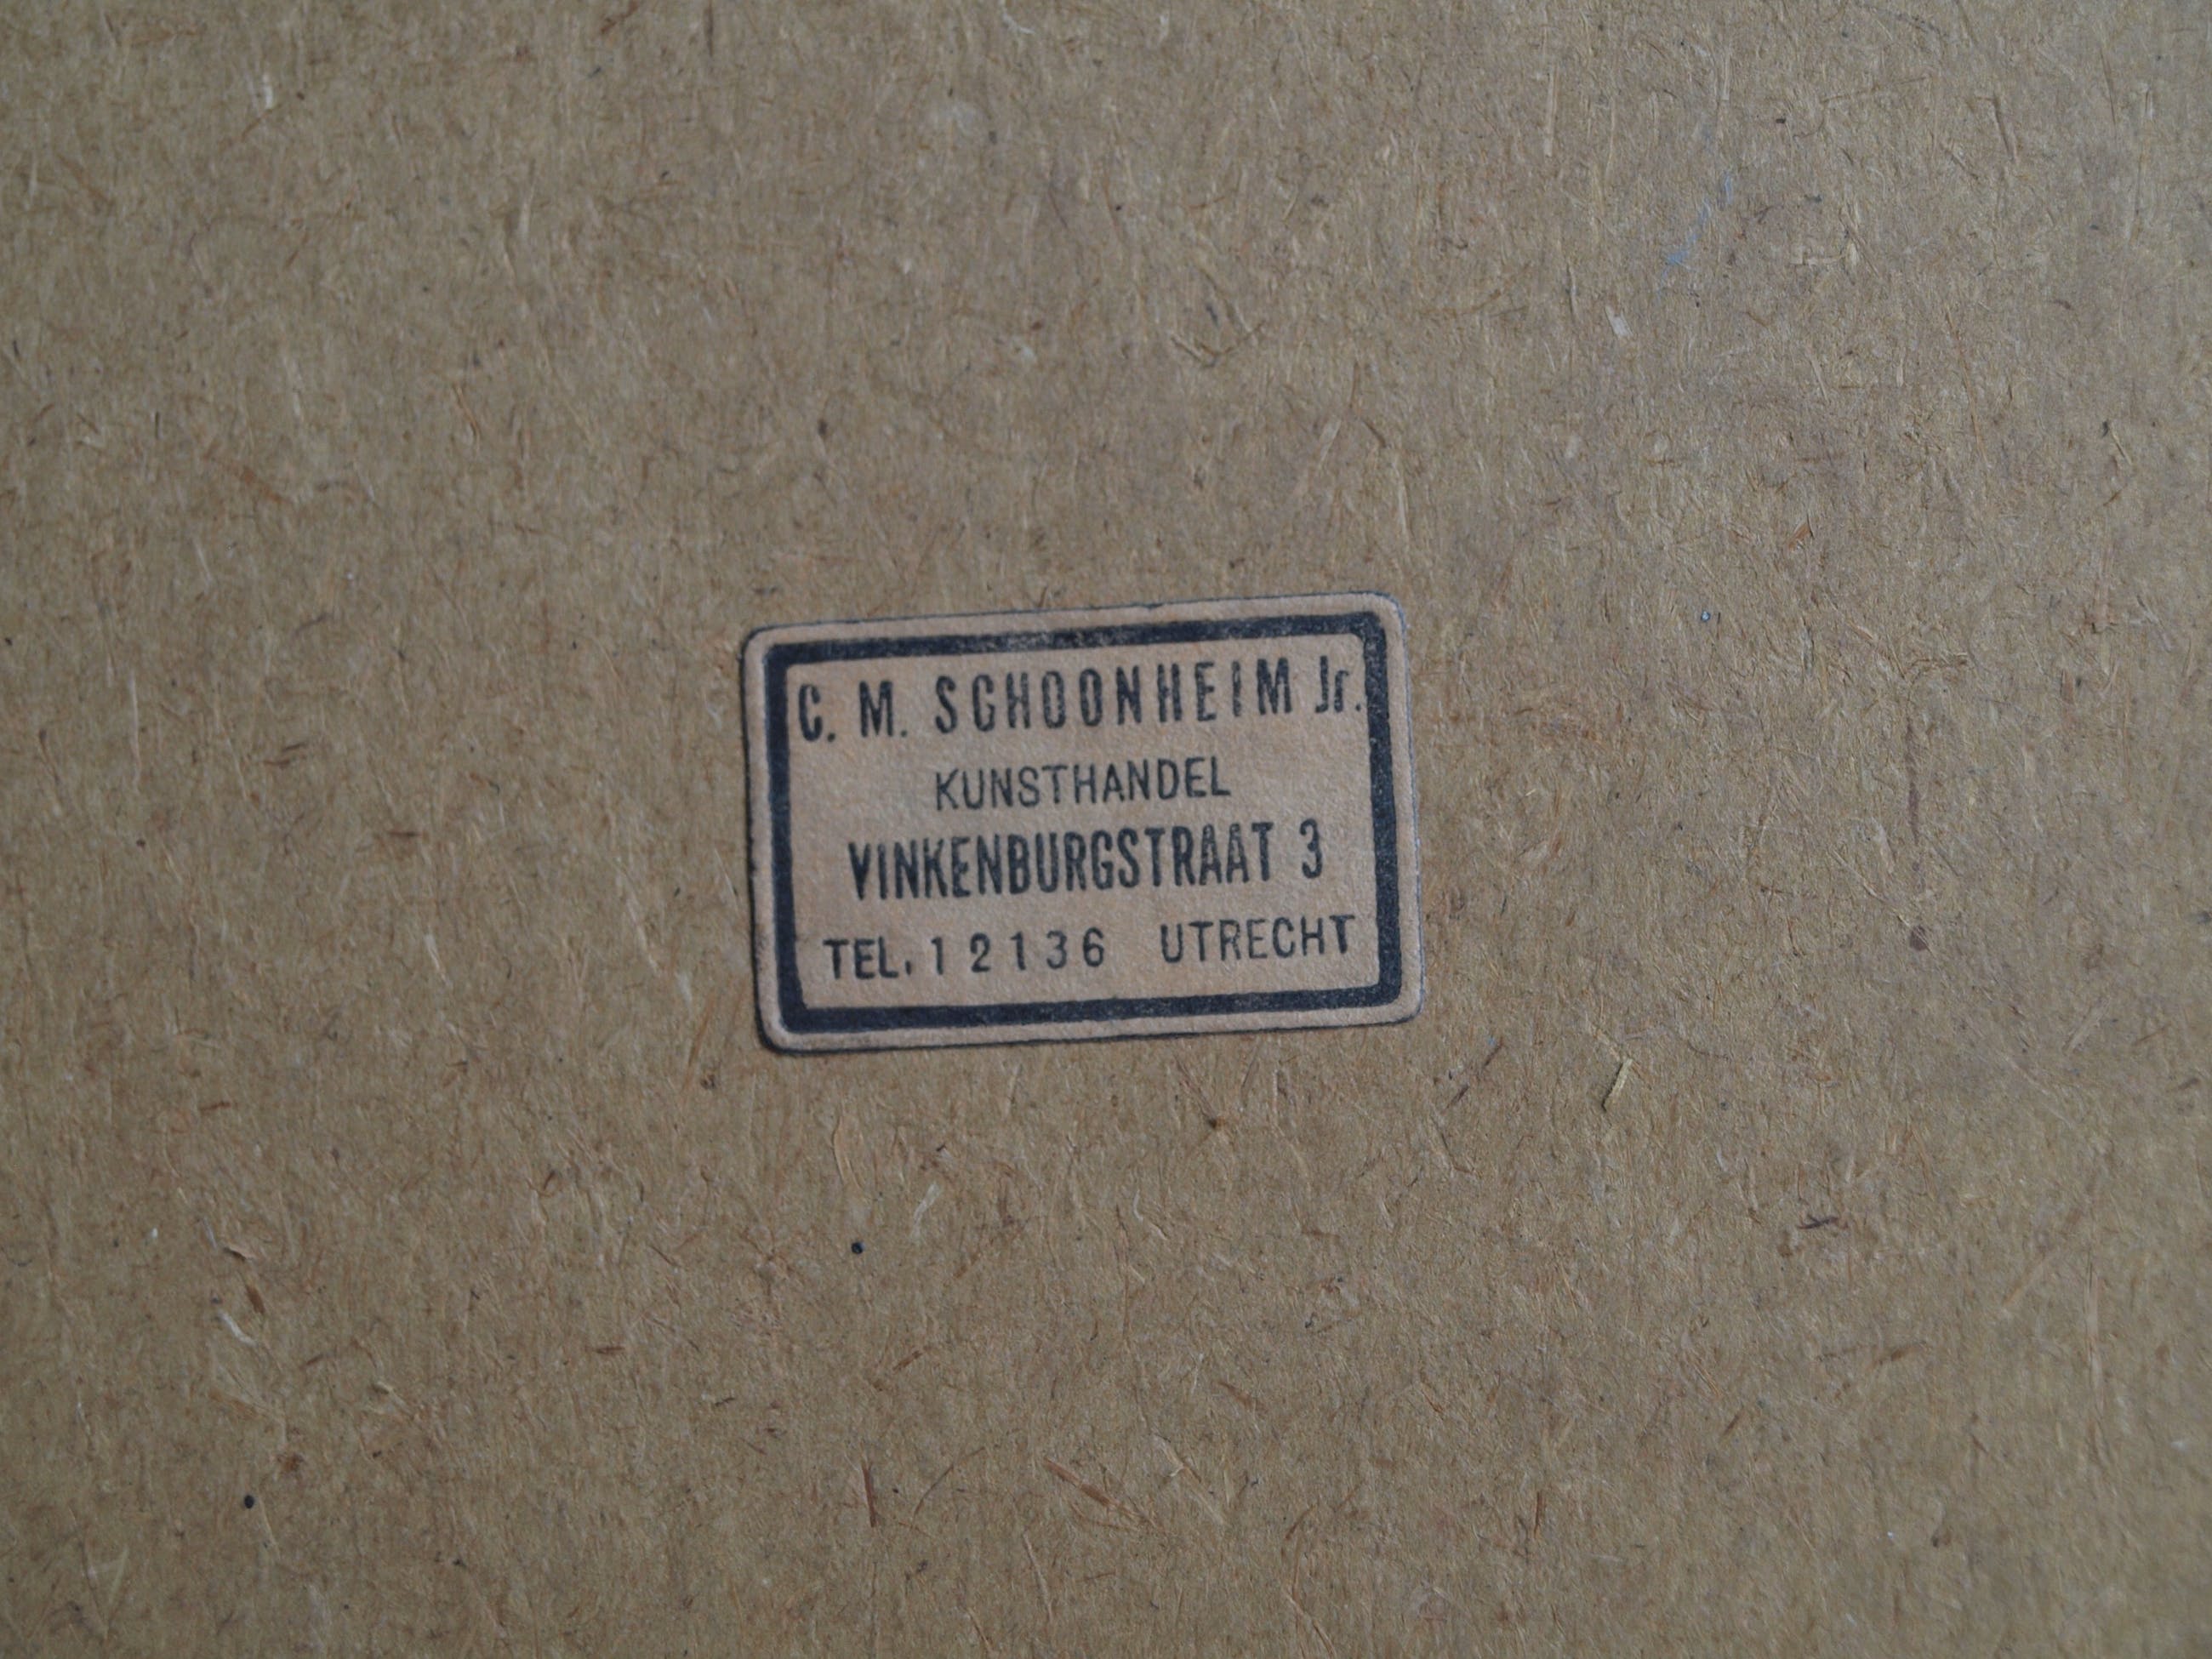 C. M. SCHOONHEIM Jr.
KUNSTHANDEL
VINKENBURGSTRAAT 3
TEL. 12136 UTRECHT